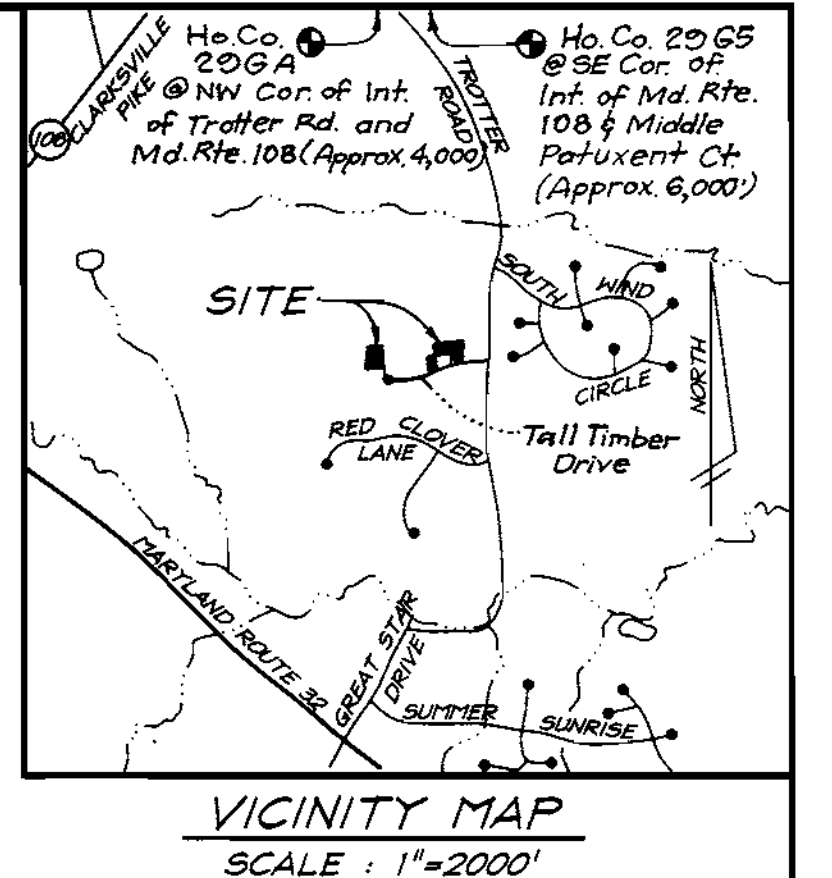 Ho.Co.
29GA
@ NW Cor. of Int.
of Trotter Rd. and
Md.Rte.108(Approx.4,000)
Ho.Co. 29G5
@SE Cor. of
Int. of Md. Rte.
108 & Middle
Patuxent Ct.
(Approx. 6,000')
108
CLARKSVILLE
PIKE
TROTTER
ROAD
SITE
SOUTH WIND
CIRCLE
NORTH
RED CLOVER
LANE
Tall Timber
Drive
MARYLAND ROUTE 32
GREAT STAR
DRIVE
SUMMER SUNRISE
VICINITY MAP
SCALE : 1"=2000'